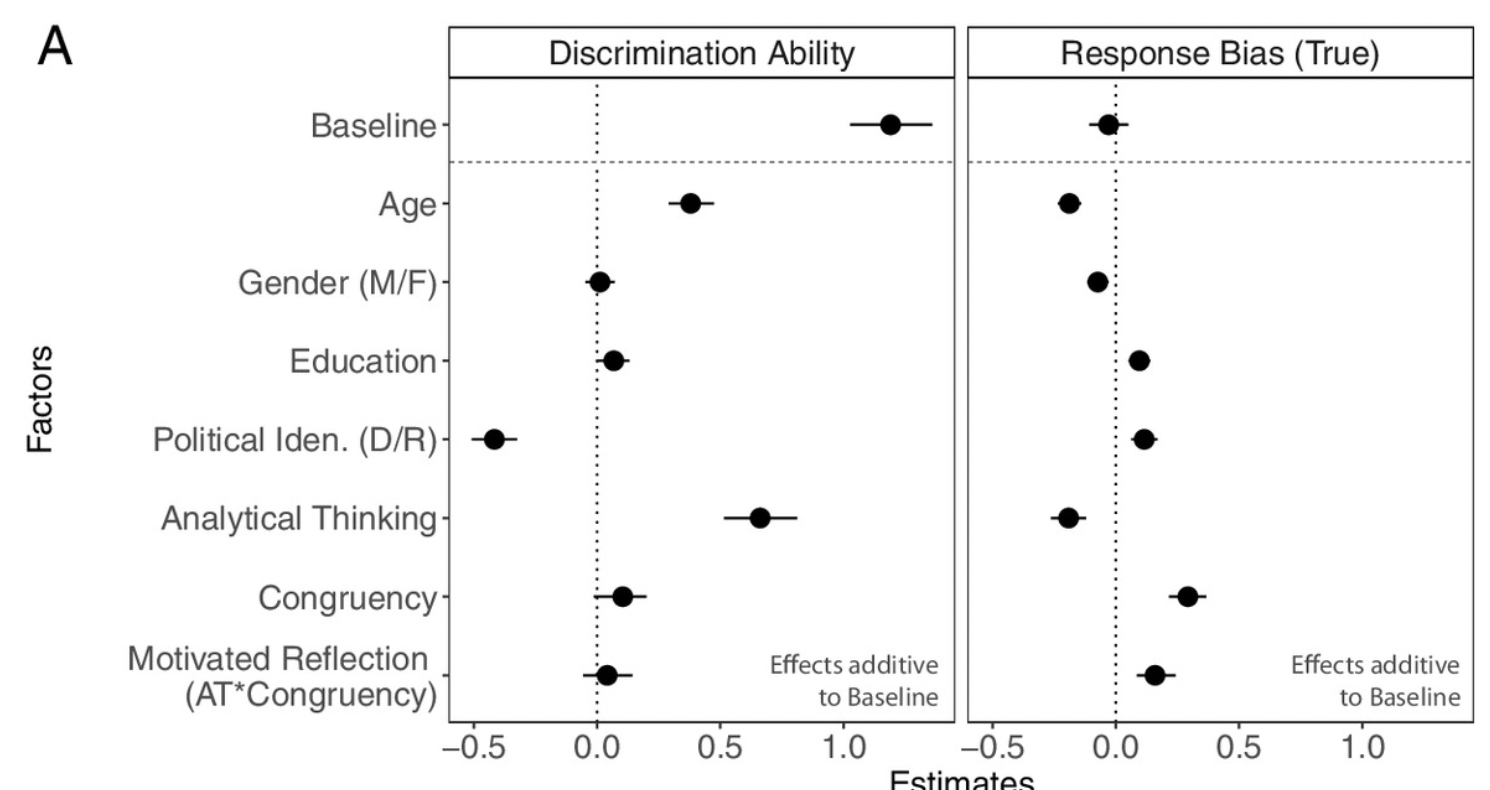 A
Discrimination Ability
Response Bias (True)
Factors
Baseline
Age
Gender (M/F)
Education
Political Iden. (D/R)
Analytical Thinking
Congruency
Motivated Reflection
(AT*Congruency)
Effects additive
to Baseline
Effects additive
to Baseline
−0.5 0.0 0.5 1.0
−0.5 0.0 0.5 1.0
Estimates